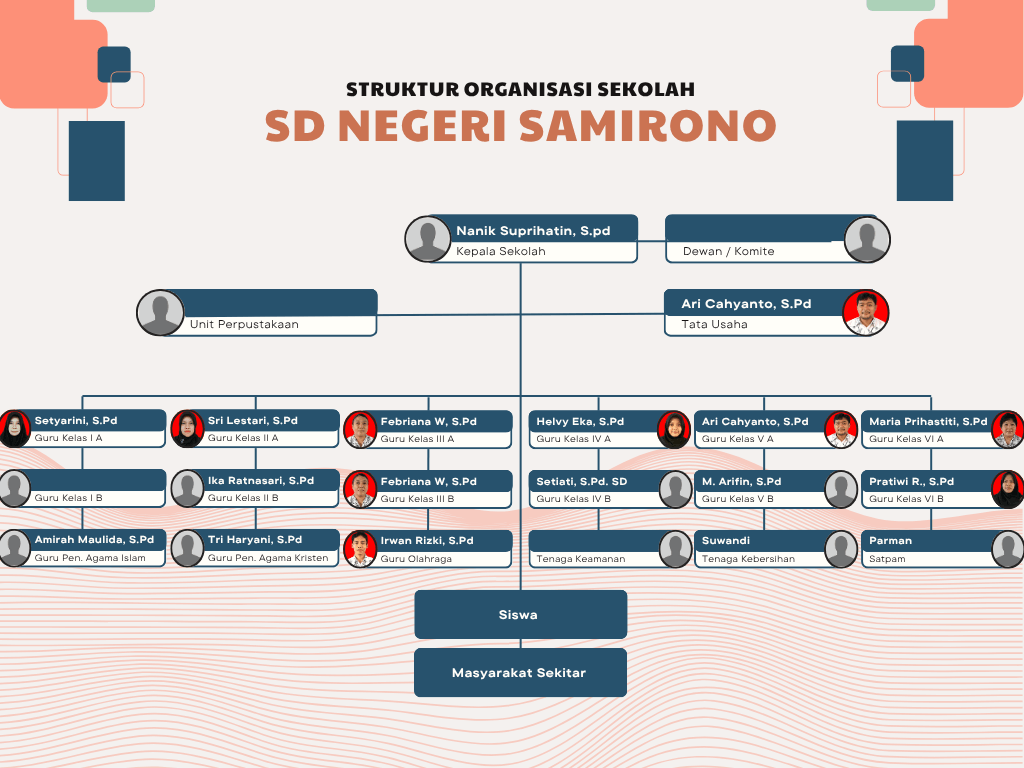 STRUKTUR ORGANISASI SEKOLAH
SD NEGERI SAMIRONO
Nanik Suprihatin, S.pd
Kepala Sekolah
Dewan / Komite
Unit Perpustakaan
Ari Cahyanto, S.Pd
Tata Usaha
Setyarini, S.Pd
Guru Kelas I A
Sri Lestari, S.Pd
Guru Kelas II A
Febriana W, S.Pd
Guru Kelas III A
Helvy Eka, S.Pd
Guru Kelas IV A
Ari Cahyanto, S.Pd
Guru Kelas V A
Maria Prihastiti, S.Pd
Guru Kelas VI A
Guru Kelas I B
Ika Ratnasari, S.Pd
Guru Kelas II B
Febriana W, S.Pd
Guru Kelas III B
Setiati, S.Pd. SD
Guru Kelas IV B
M. Arifin, S.Pd
Guru Kelas V B
Pratiwi R., S.Pd
Guru Kelas VI B
Amirah Maulida, S.Pd
Guru Pen. Agama Islam
Tri Haryani, S.Pd
Guru Pen. Agama Kristen
Irwan Rizki, S.Pd
Guru Olahraga
Tenaga Keamanan
Suwandi
Tenaga Kebersihan
Parman
Satpam
Siswa
Masyarakat Sekitar